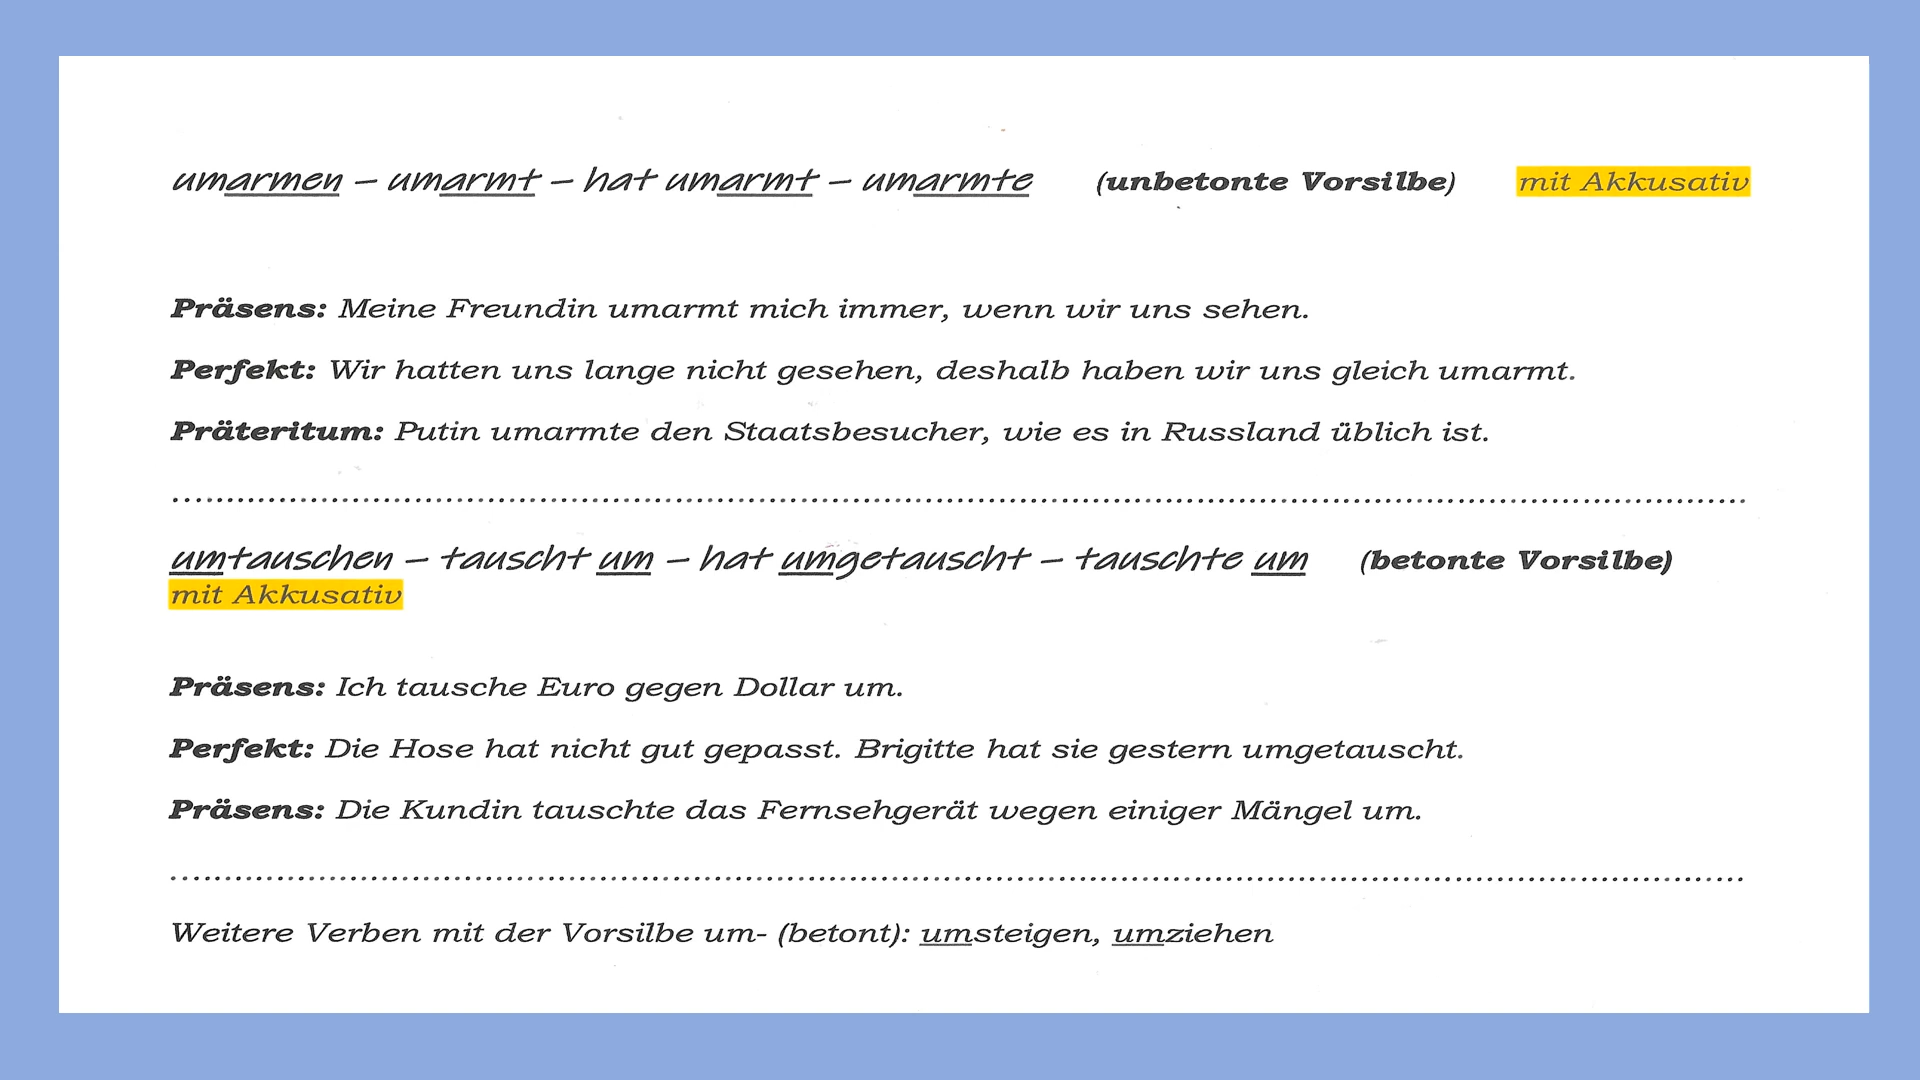 umarmen – umarmt – hat umarmt – umarmte (unbetonte Vorsilbe) mit Akkusativ
Präsens: Meine Freundin umarmt mich immer, wenn wir uns sehen.
Perfekt: Wir hatten uns lange nicht gesehen, deshalb haben wir uns gleich umarmt.
Präteritum: Putin umarmte den Staatsbesucher, wie es in Russland üblich ist.
umtauschen – tauscht um – hat umgetauscht – tauschte um (betonte Vorsilbe)
mit Akkusativ
Präsens: Ich tausche Euro gegen Dollar um.
Perfekt: Die Hose hat nicht gut gepasst. Brigitte hat sie gestern umgetauscht.
Präsens: Die Kundin tauschte das Fernsehgerät wegen einiger Mängel um.
Weitere Verben mit der Vorsilbe um- (betont): umsteigen, umziehen